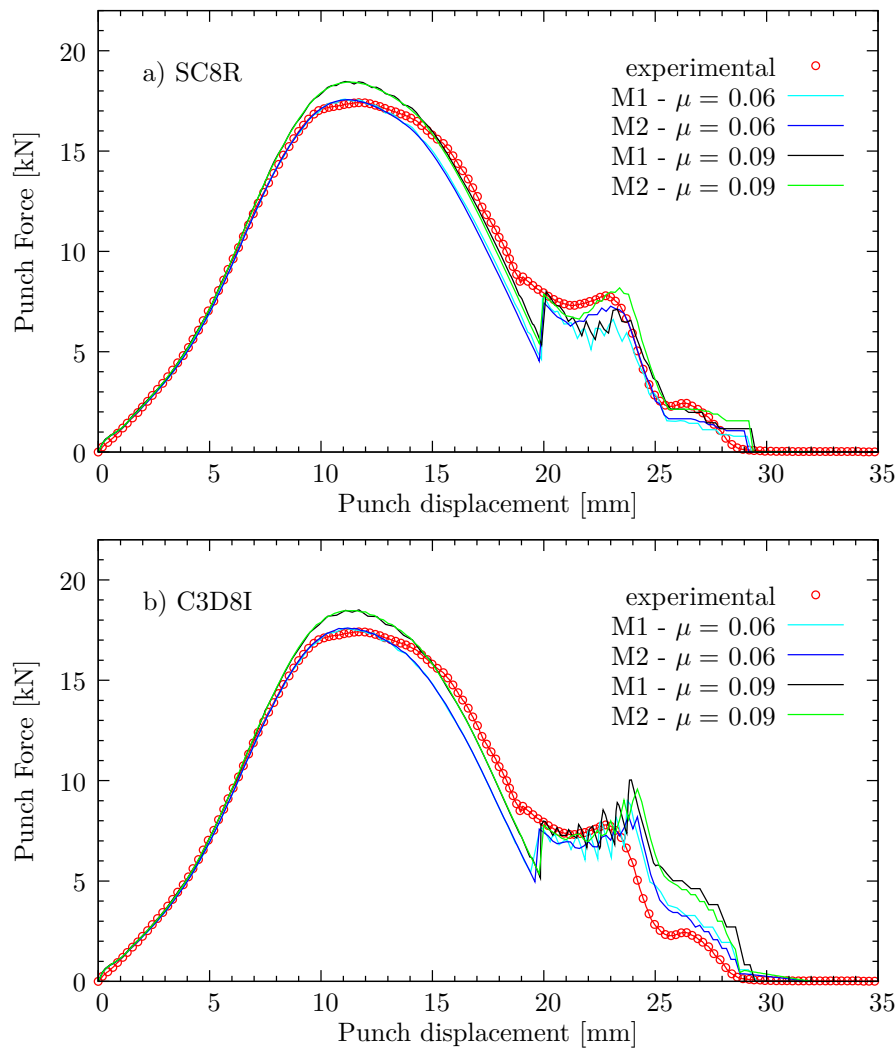 20
15
10
5
0
Punch Force [kN]
a) SC8R
experimental
M1 - μ = 0.06
M2 - μ = 0.06
M1 - μ = 0.09
M2 - μ = 0.09
0 5 10 15 20 25 30 35
Punch displacement [mm]
20
15
10
5
0
Punch Force [kN]
b) C3D8I
experimental
M1 - μ = 0.06
M2 - μ = 0.06
M1 - μ = 0.09
M2 - μ = 0.09
0 5 10 15 20 25 30 35
Punch displacement [mm]